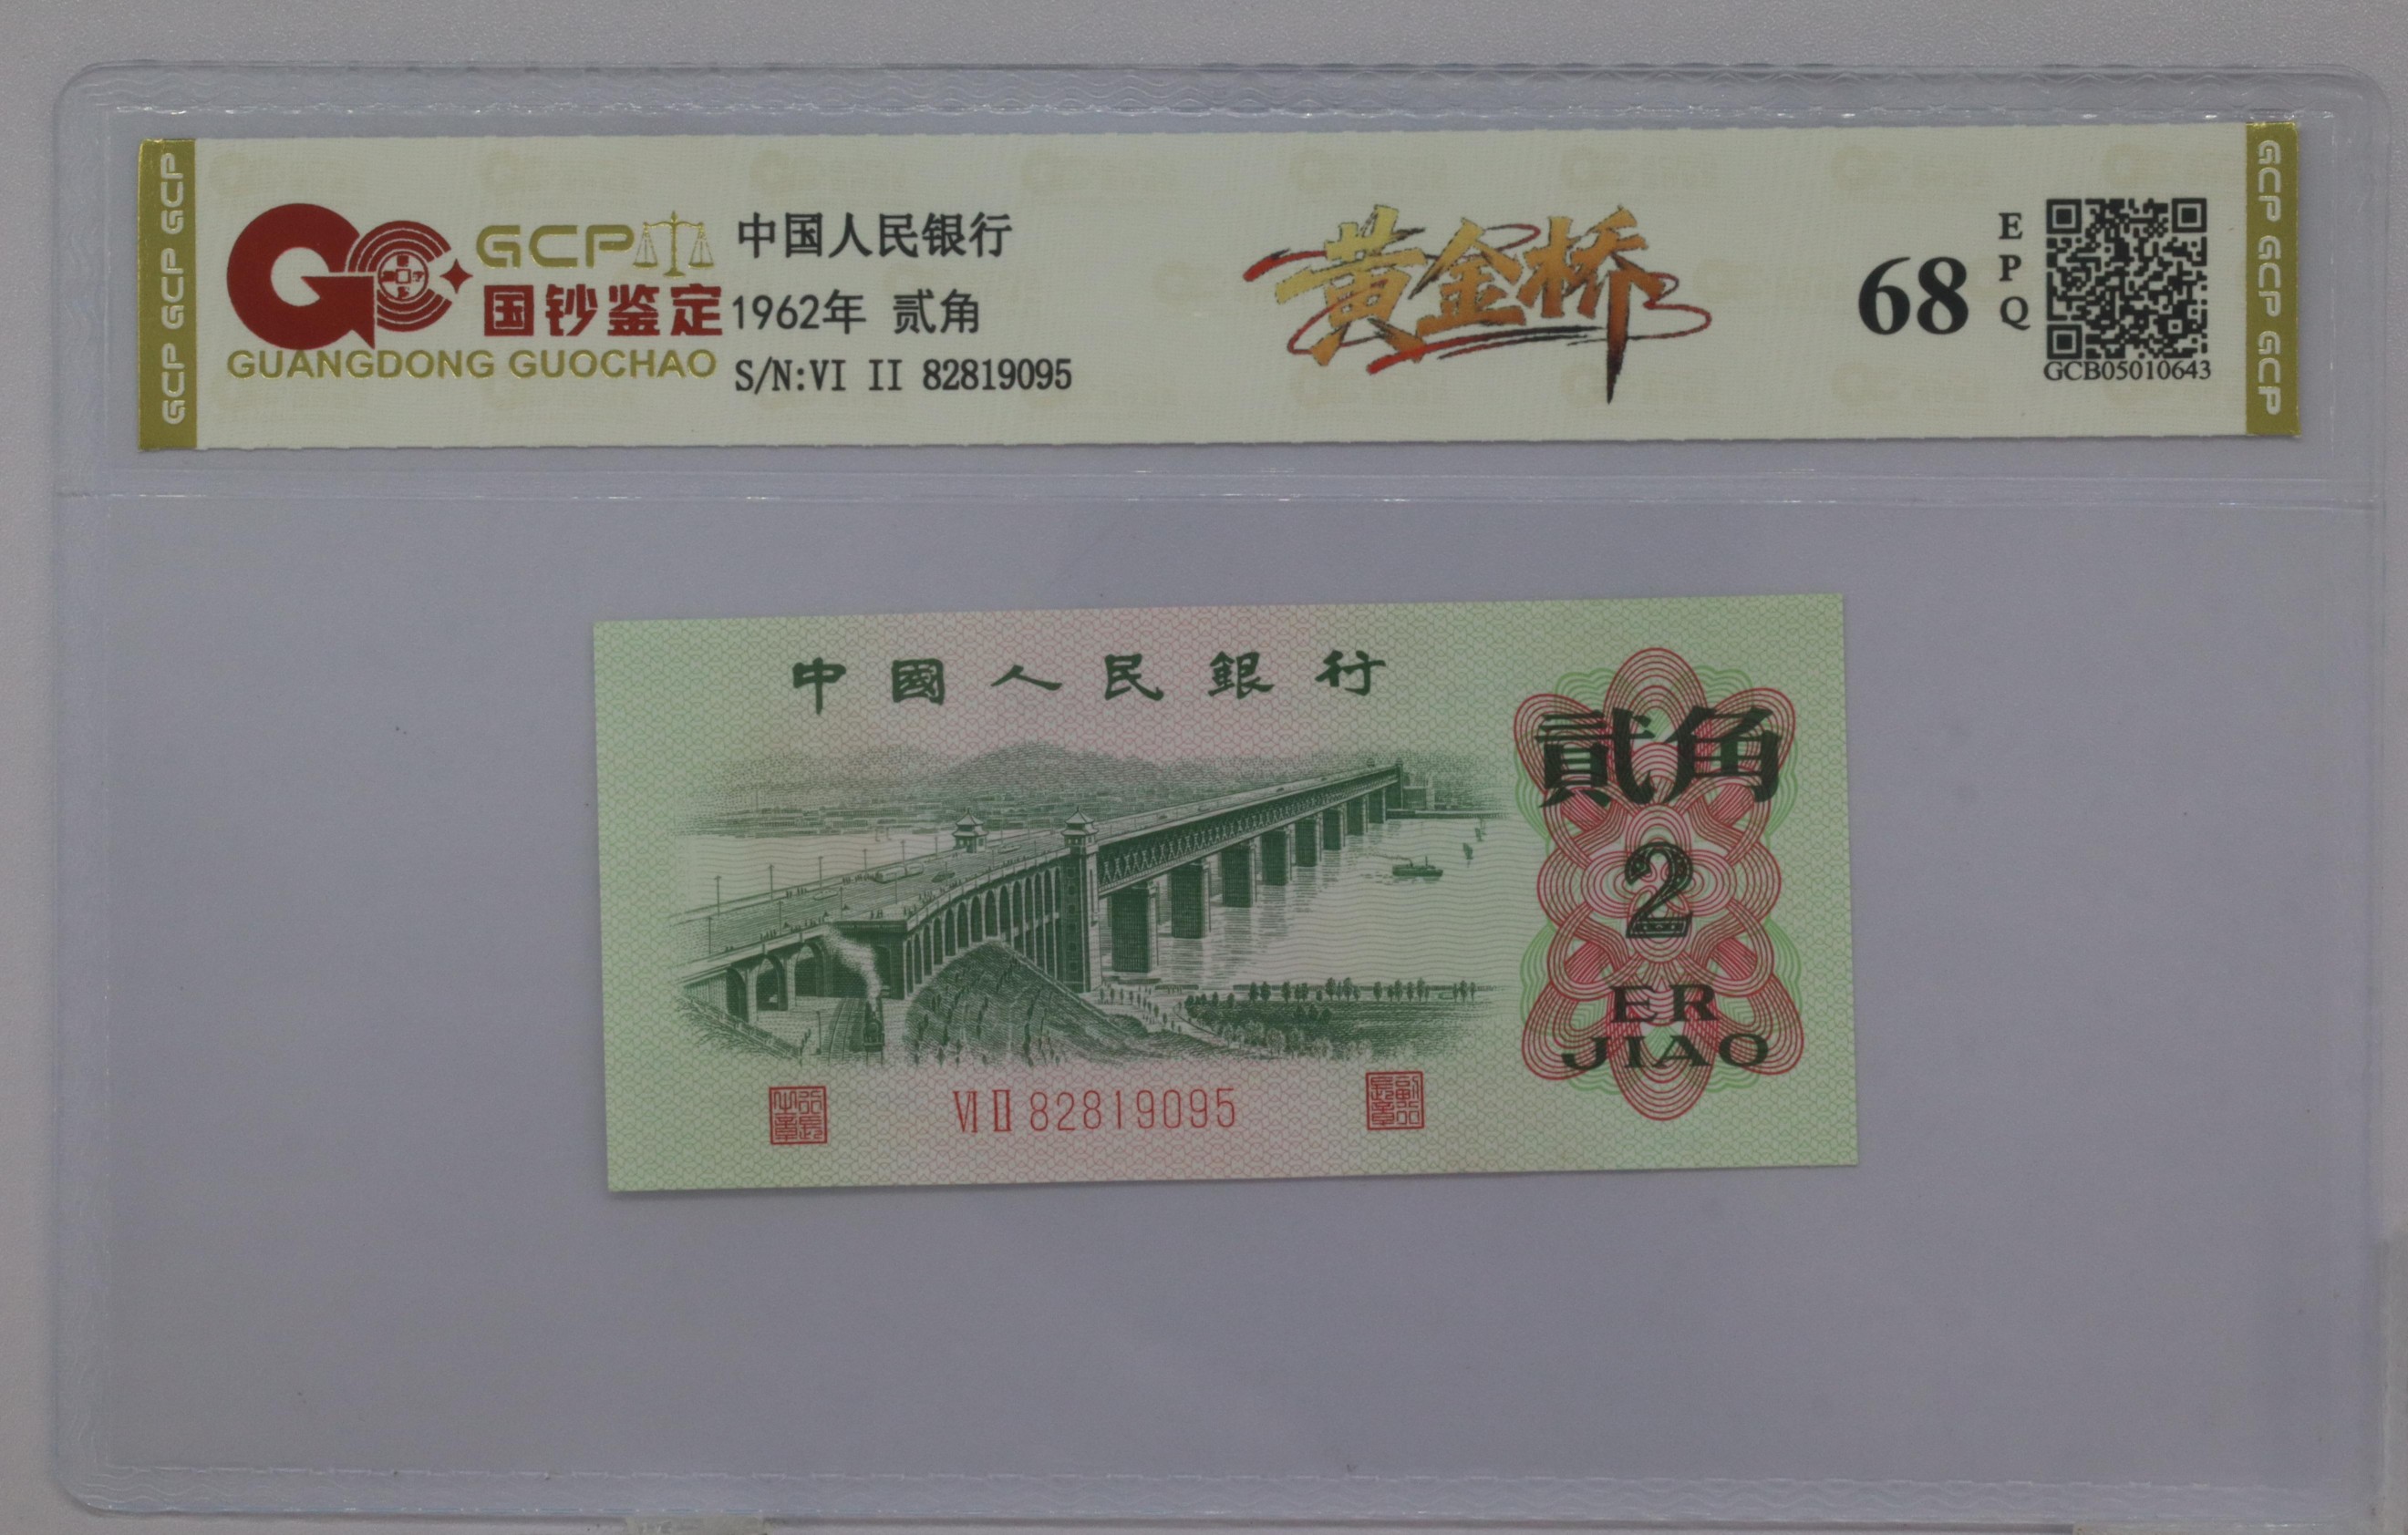 GCP GCP GCP
GCP
国钞鉴定
GUANGDONG GUOCHAO
中国人民银行
1962年 贰角
S/N:VI II 82819095
黄金桥
68
EPQ
GCB05010643
GCP GCP GCP
中國人民銀行
貳角
2
ER
JIAO
VI II 82819095